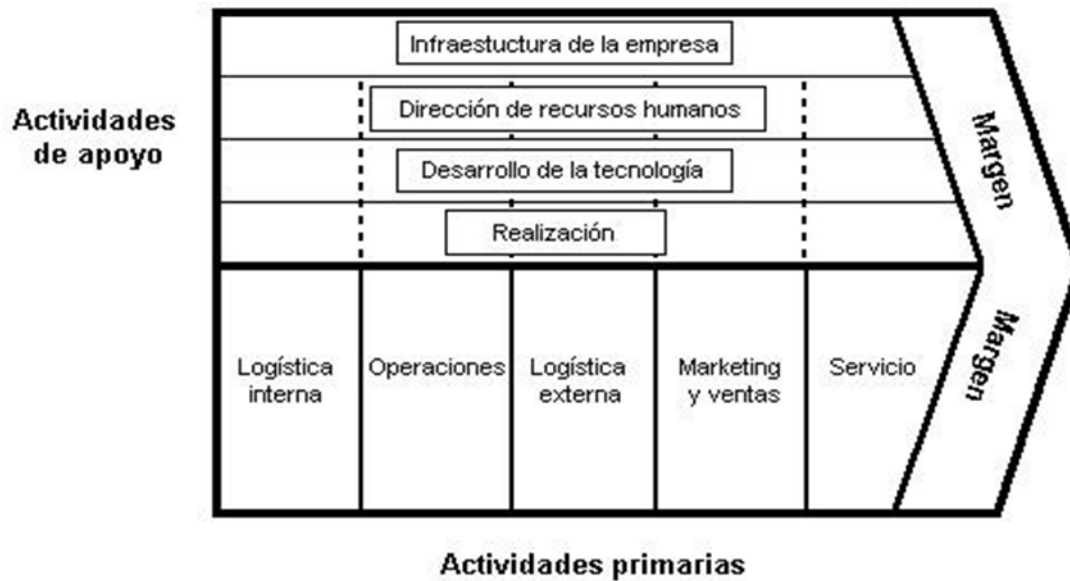 Actividades
de apoyo
Infraestuctura de la empresa
Dirección de recursos humanos
Desarrollo de la tecnología
Realización
Margen
Margen
Logística
interna
Operaciones
Logística
externa
Marketing
y ventas
Servicio
Actividades primarias